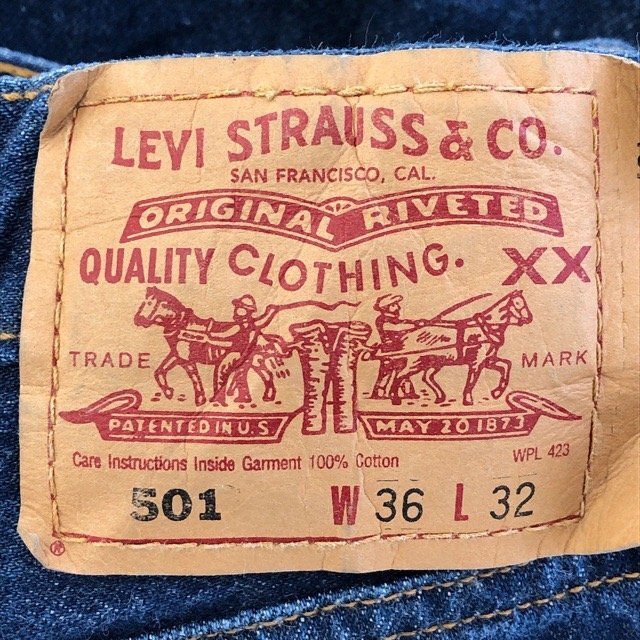 LEVI STRAUSS & CO.
SAN FRANCISCO, CAL.
ORIGINAL RIVETED
QUALITY CLOTHING. XX
TRADE MARK
PATENTED IN U.S MAY 20 1873
Care Instructions Inside Garment 100% Cotton WPL 423
501 W 36 L 32
®